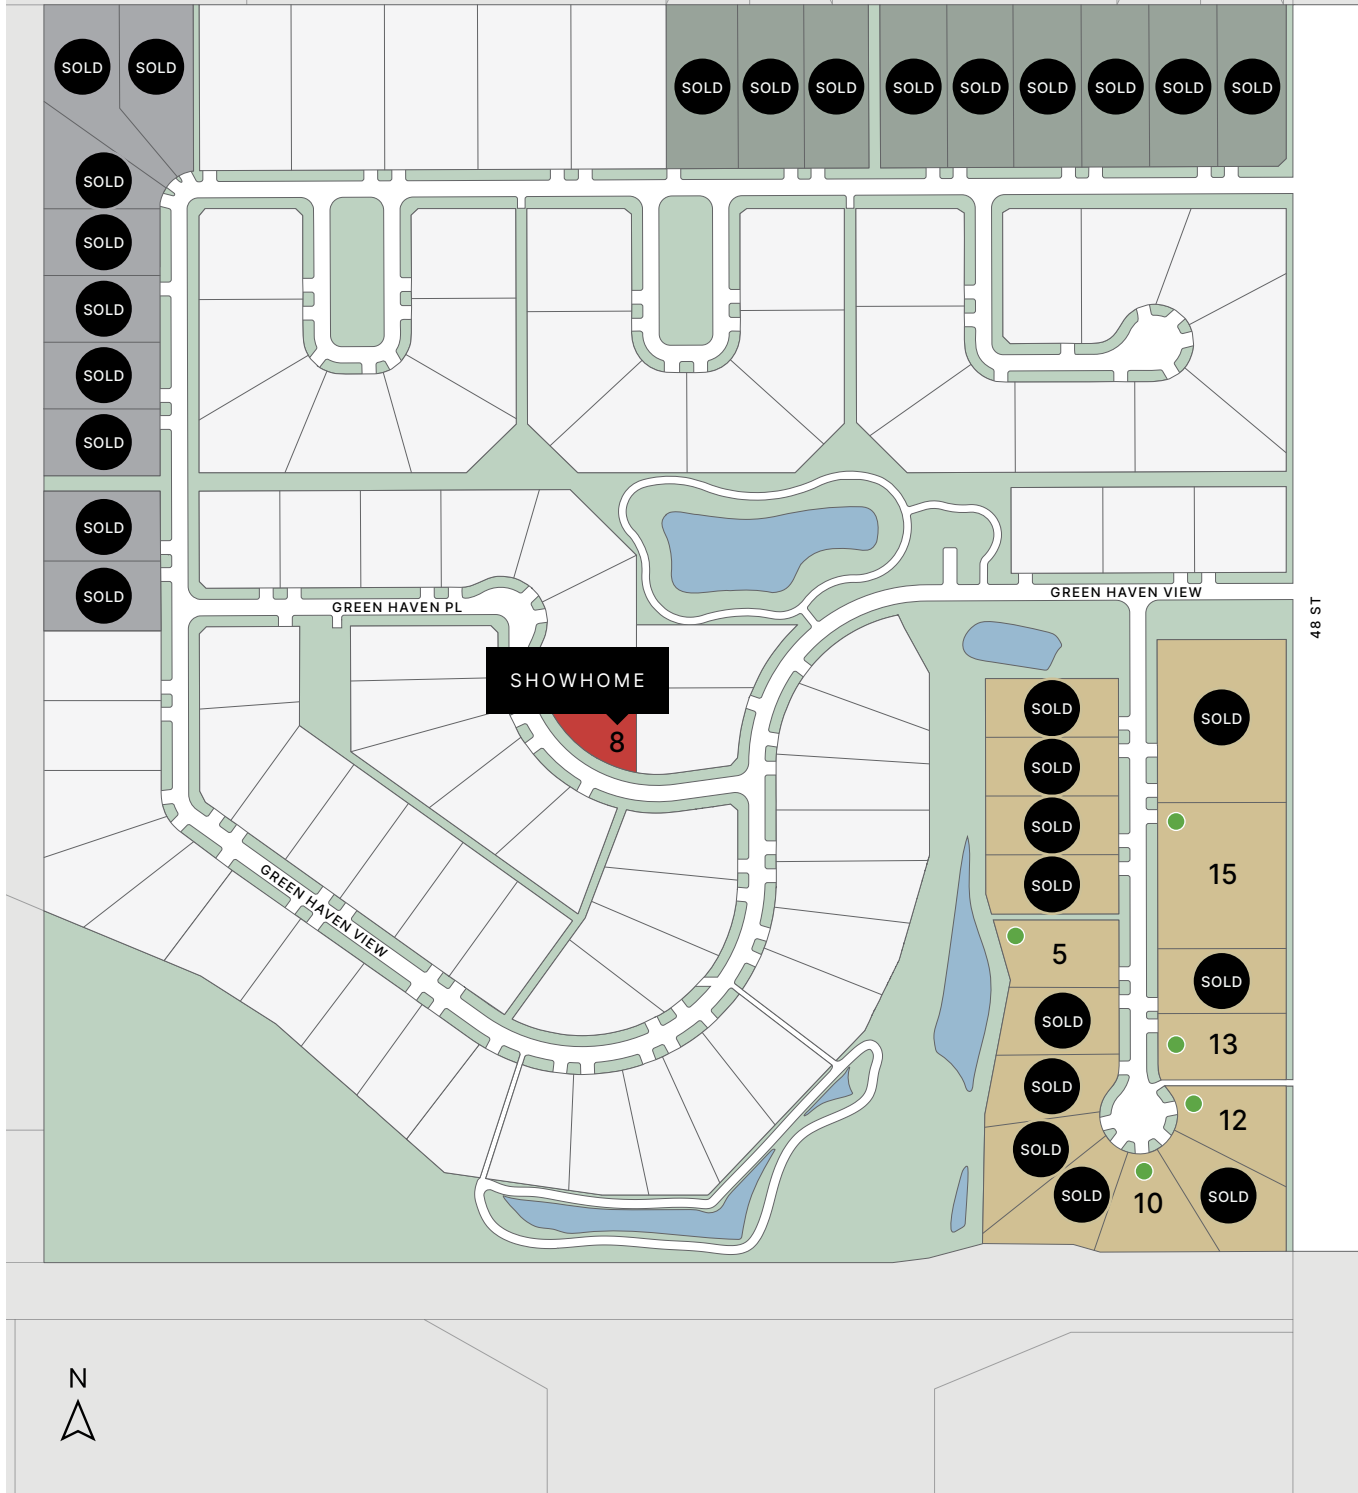 SOLD SOLD
SOLD SOLD SOLD SOLD SOLD SOLD SOLD SOLD SOLD
SOLD
SOLD
SOLD
SOLD
SOLD
SOLD
SOLD
GREEN HAVEN PL
GREEN HAVEN VIEW
48 ST
SHOWHOME
8
SOLD
SOLD
SOLD
SOLD
SOLD
15
GREEN HAVEN VIEW
5
SOLD
SOLD
13
SOLD
12
SOLD
SOLD
10
SOLD
N